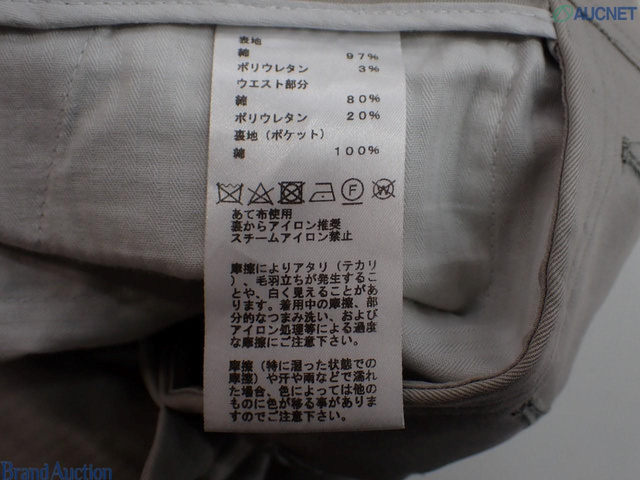 AUCNET
表地
綿 97%
ポリウレタン 3%
ウエスト部分
綿 80%
ポリウレタン 20%
裏地(ポケット)
綿 100%
F W
あて布使用
裏からアイロン推奨
スチームアイロン禁止
摩擦によりアタリ(テカリ
)、毛羽立ちが発生するこ
とや、白く見えることがあ
ります。着用中の摩擦、部分
的なつまみ洗い、および
アイロン処理等による過度
な摩擦にご注意下さい。
摩擦(特に湿った状態での
摩擦)や汗や雨などで濡れ
た場合、色によっては他の
ものに色が移る事がありま
すのでご注意下さい。
Brand Auction